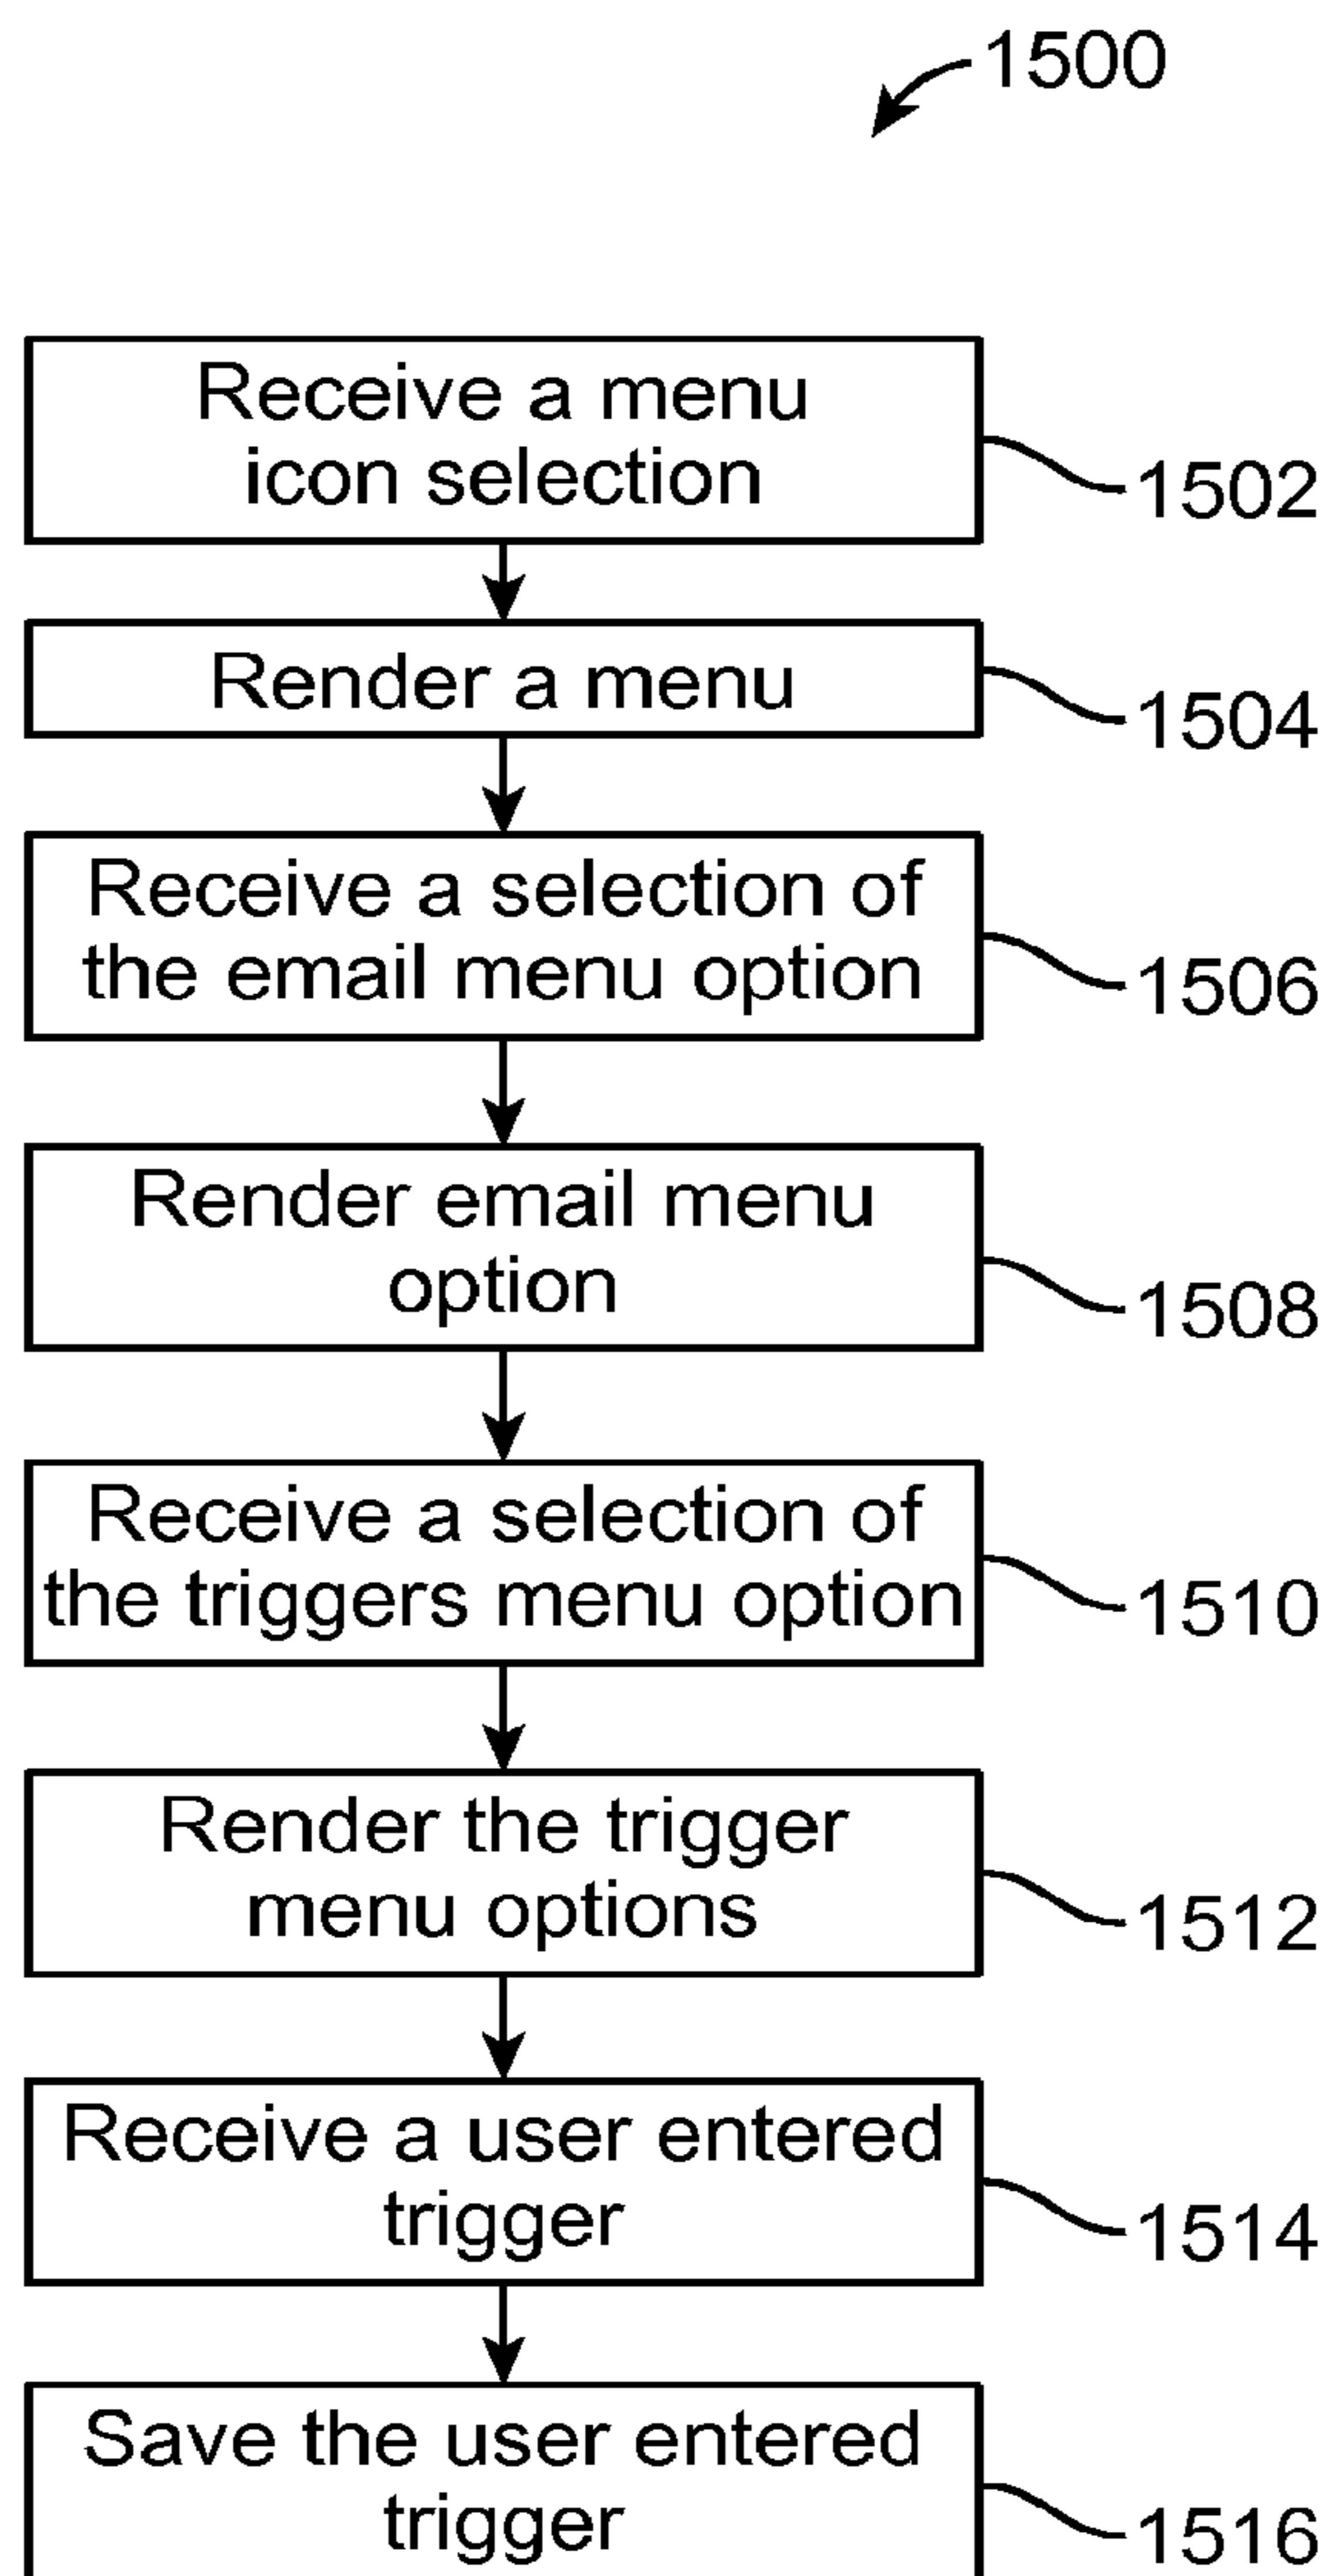 1500
Receive a menu
icon selection
1502
Render a menu
1504
Receive a selection of
the email menu option
1506
Render email menu
option
1508
Receive a selection of
the triggers menu option
1510
Render the trigger
menu options
1512
Receive a user entered
trigger
1514
Save the user entered
trigger
1516